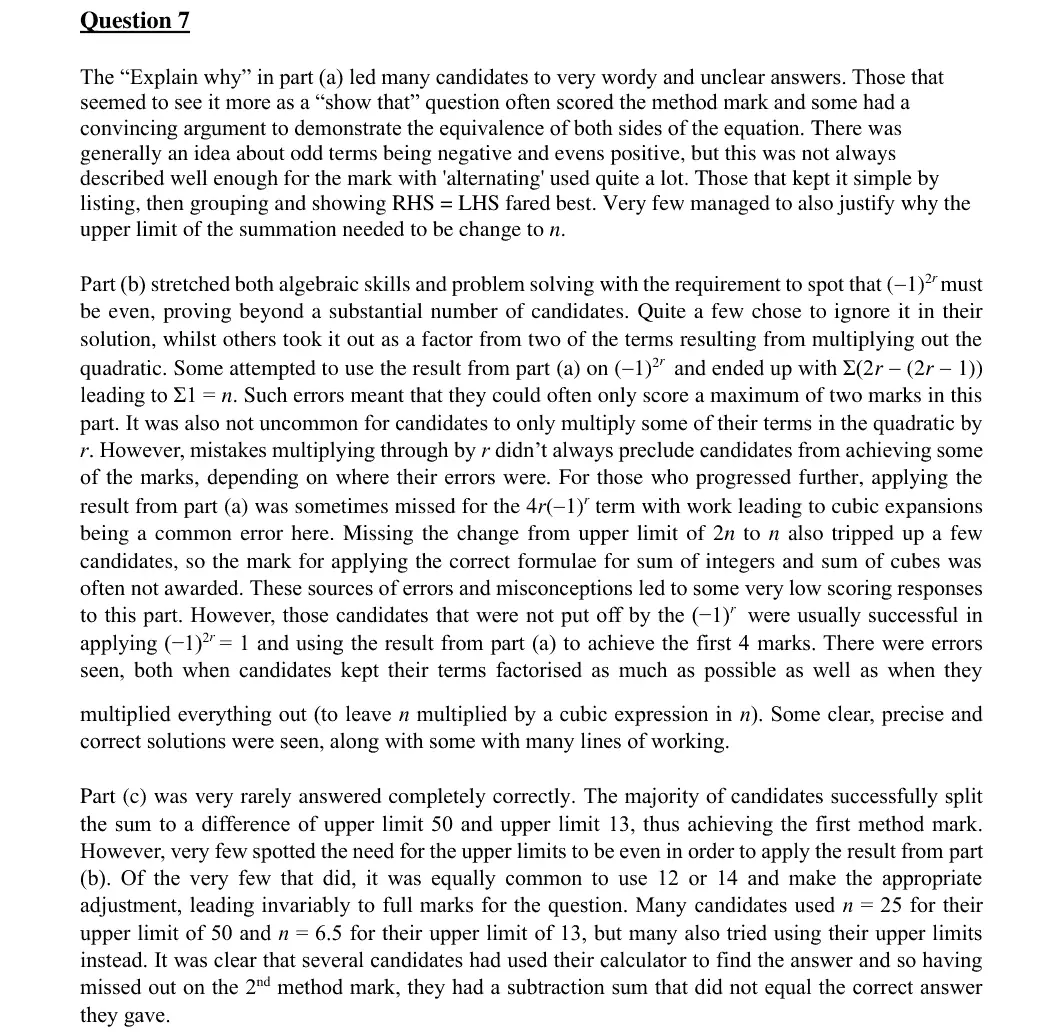 Question 7
The “Explain why” in part (a) led many candidates to very wordy and unclear answers. Those that
seemed to see it more as a “show that” question often scored the method mark and some had a
convincing argument to demonstrate the equivalence of both sides of the equation. There was
generally an idea about odd terms being negative and evens positive, but this was not always
described well enough for the mark with 'alternating' used quite a lot. Those that kept it simple by
listing, then grouping and showing RHS = LHS fared best. Very few managed to also justify why the
upper limit of the summation needed to be change to n.
Part (b) stretched both algebraic skills and problem solving with the requirement to spot that (−1)²ʳ must
be even, proving beyond a substantial number of candidates. Quite a few chose to ignore it in their
solution, whilst others took it out as a factor from two of the terms resulting from multiplying out the
quadratic. Some attempted to use the result from part (a) on (−1)²ʳ and ended up with Σ(2r – (2r – 1))
leading to Σ1 = n. Such errors meant that they could often only score a maximum of two marks in this
part. It was also not uncommon for candidates to only multiply some of their terms in the quadratic by
r. However, mistakes multiplying through by r didn’t always preclude candidates from achieving some
of the marks, depending on where their errors were. For those who progressed further, applying the
result from part (a) was sometimes missed for the 4r(−1)ʳ term with work leading to cubic expansions
being a common error here. Missing the change from upper limit of 2n to n also tripped up a few
candidates, so the mark for applying the correct formulae for sum of integers and sum of cubes was
often not awarded. These sources of errors and misconceptions led to some very low scoring responses
to this part. However, those candidates that were not put off by the (−1)ʳ were usually successful in
applying (−1)²ʳ = 1 and using the result from part (a) to achieve the first 4 marks. There were errors
seen, both when candidates kept their terms factorised as much as possible as well as when they
multiplied everything out (to leave n multiplied by a cubic expression in n). Some clear, precise and
correct solutions were seen, along with some with many lines of working.
Part (c) was very rarely answered completely correctly. The majority of candidates successfully split
the sum to a difference of upper limit 50 and upper limit 13, thus achieving the first method mark.
However, very few spotted the need for the upper limits to be even in order to apply the result from part
(b). Of the very few that did, it was equally common to use 12 or 14 and make the appropriate
adjustment, leading invariably to full marks for the question. Many candidates used n = 25 for their
upper limit of 50 and n = 6.5 for their upper limit of 13, but many also tried using their upper limits
instead. It was clear that several candidates had used their calculator to find the answer and so having
missed out on the 2ⁿᵈ method mark, they had a subtraction sum that did not equal the correct answer
they gave.